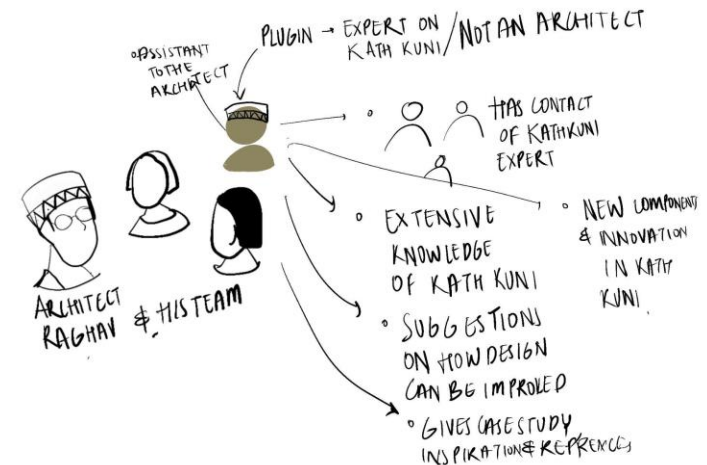 PLUGIN → EXPERT ON
KATH KUNI / NOT AN ARCHITECT
ASSISTANT
TO THE
ARCHITECT
HAS CONTACT
OF KATHKUNI
EXPERT
EXTENSIVE
KNOWLEDGE
OF KATH KUNI
NEW COMPONENTS
& INNOVATION
IN KATH
KUNI
ARCHITECT
RAGHAV & HIS TEAM
SUGGESTIONS
ON HOW DESIGN
CAN BE IMPROVED
GIVES CASE STUDY
INSPIRATION &